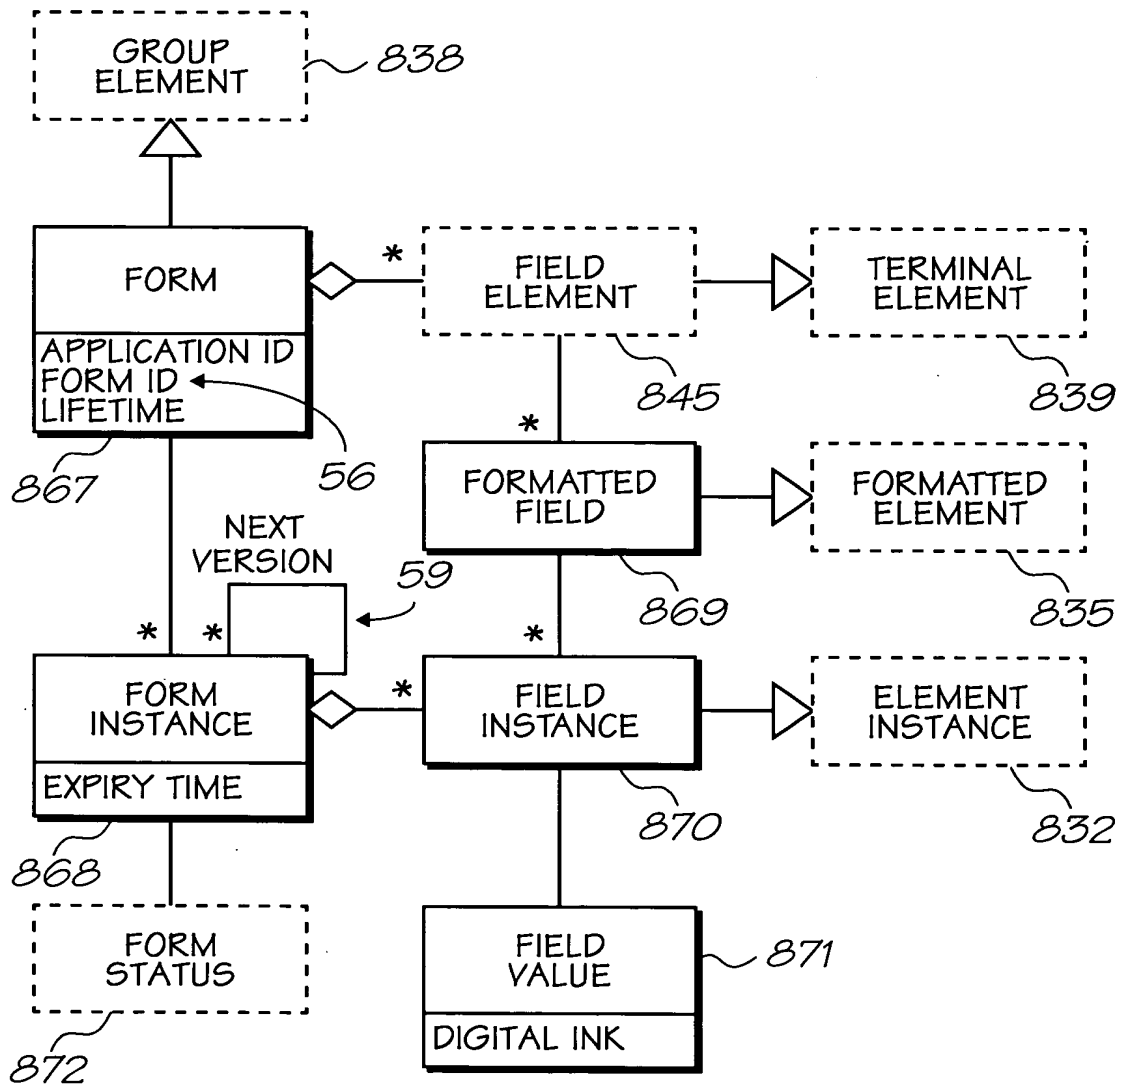 GROUP
ELEMENT
838
FORM
*
FIELD
ELEMENT
TERMINAL
ELEMENT
APPLICATION ID
FORM ID
LIFETIME
845
839
*
867
56
FORMATTED
FIELD
FORMATTED
ELEMENT
NEXT
VERSION
59
869
835
*
*
*
FORM
INSTANCE
*
FIELD
INSTANCE
ELEMENT
INSTANCE
EXPIRY TIME
870
832
868
FORM
STATUS
FIELD
VALUE
871
DIGITAL INK
872